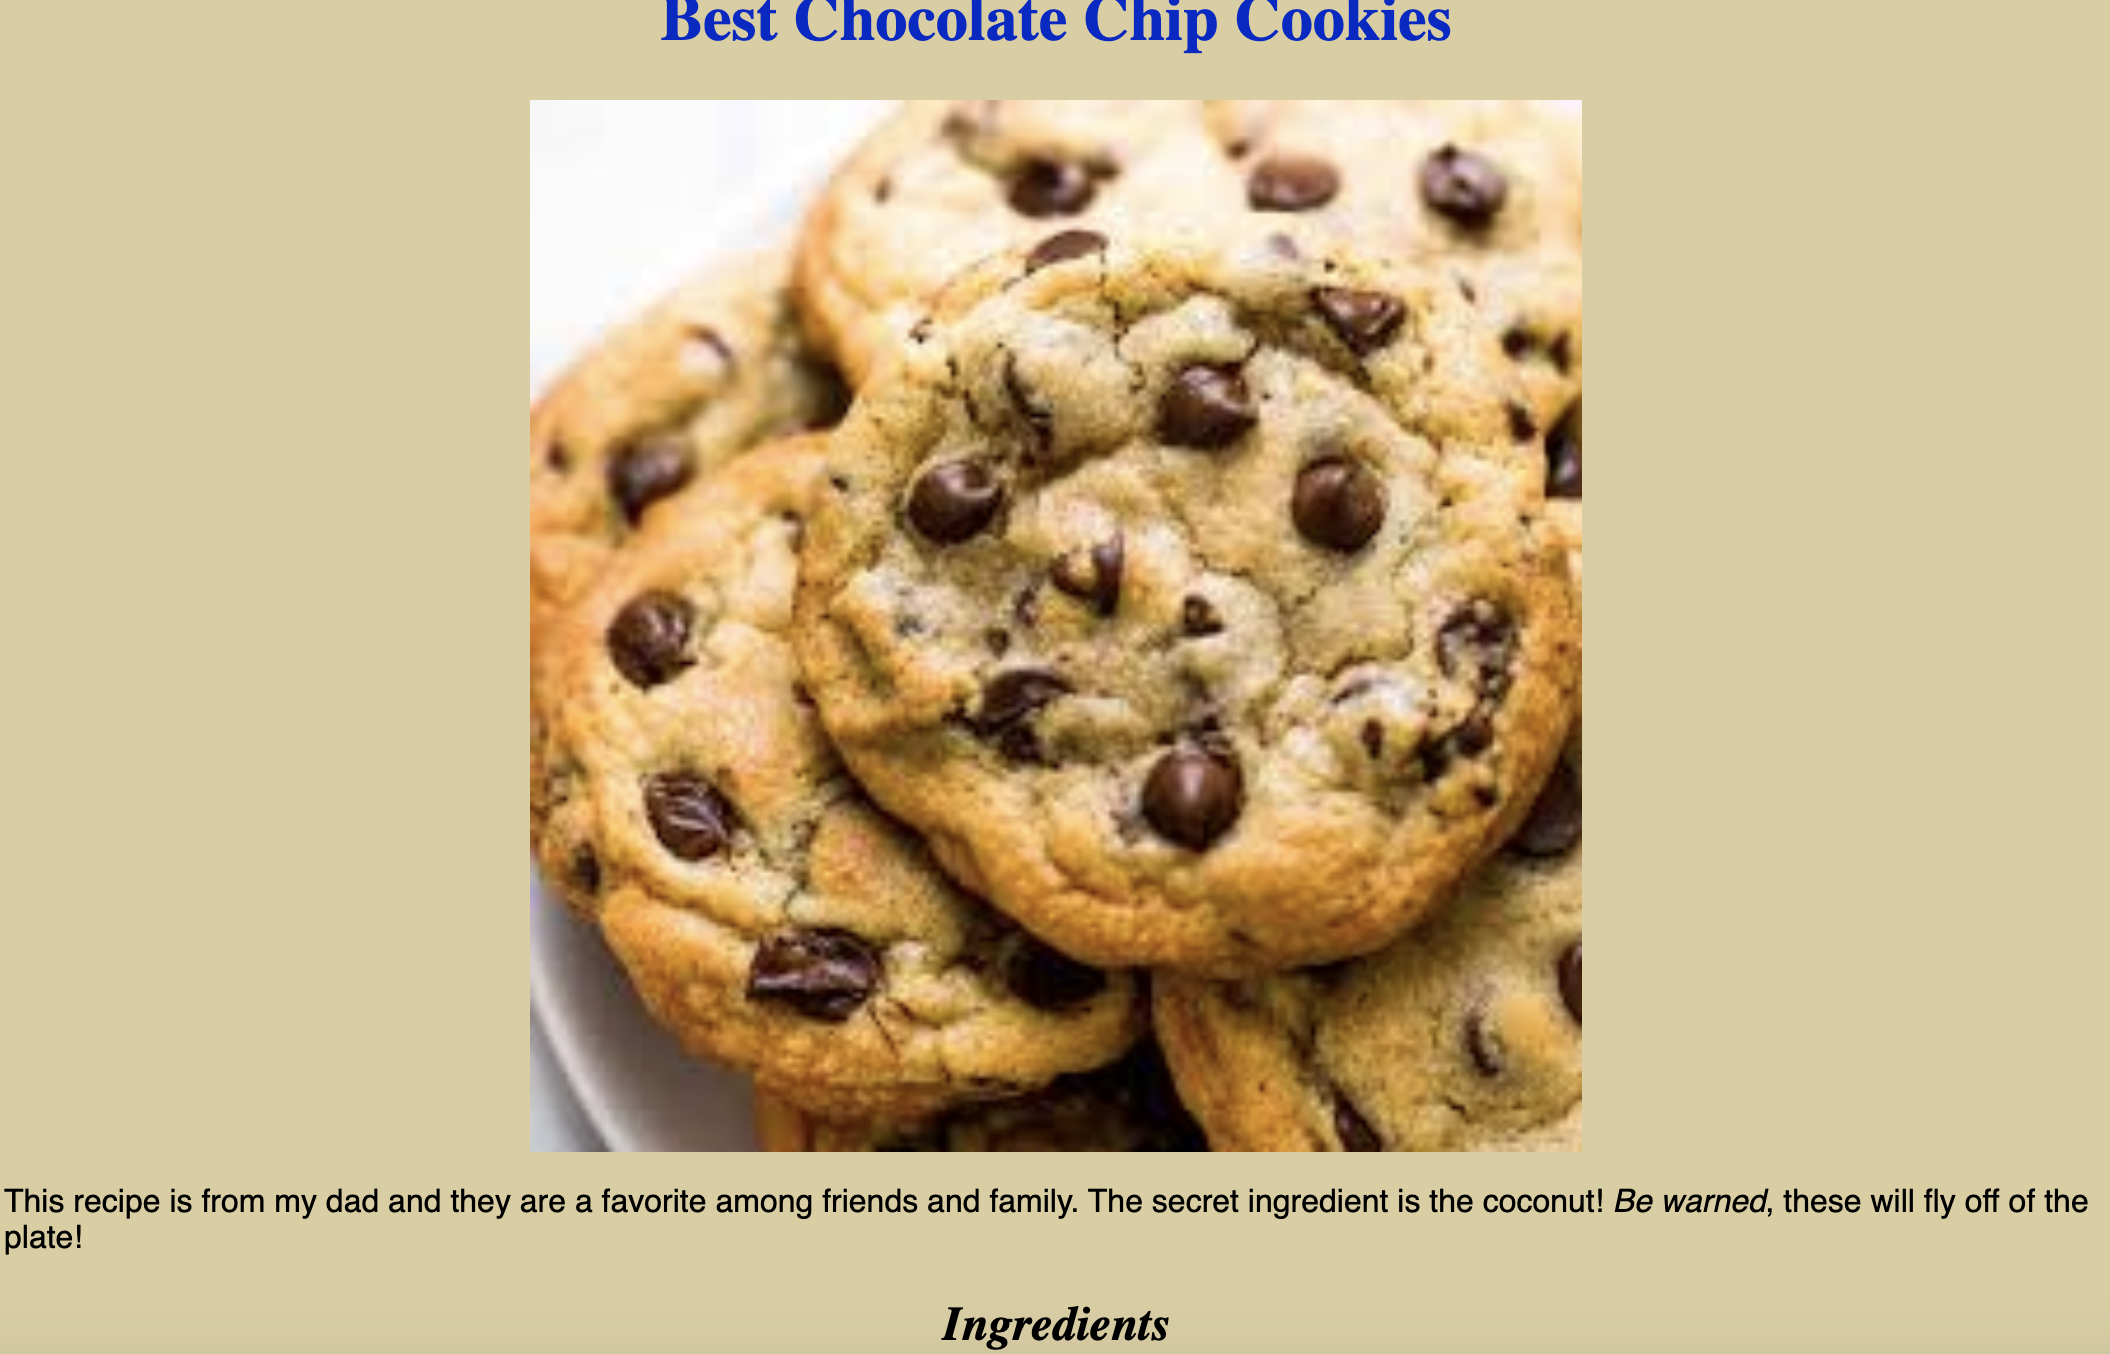 Best Chocolate Chip Cookies
This recipe is from my dad and they are a favorite among friends and family. The secret ingredient is the coconut! Be warned, these will fly off of the
plate!
Ingredients